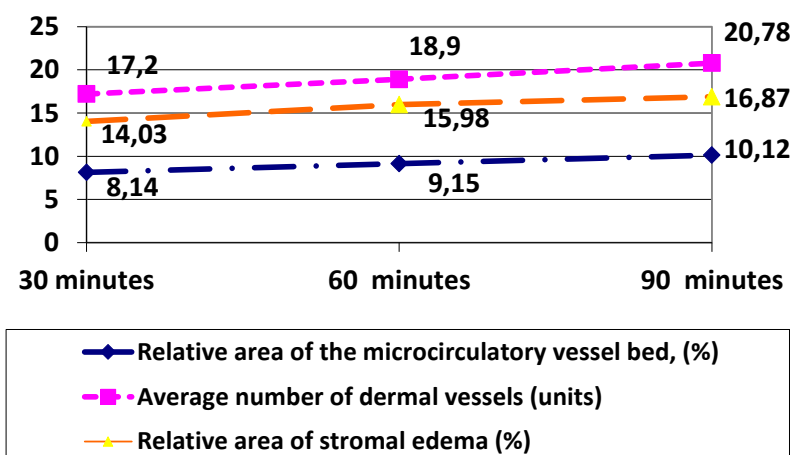 25
20
15
10
5
0
17,2
18,9
20,78
14,03
15,98
16,87
8,14
9,15
10,12
30 minutes
60 minutes
90 minutes
Relative area of the microcirculatory vessel bed, (%)
Average number of dermal vessels (units)
Relative area of stromal edema (%)